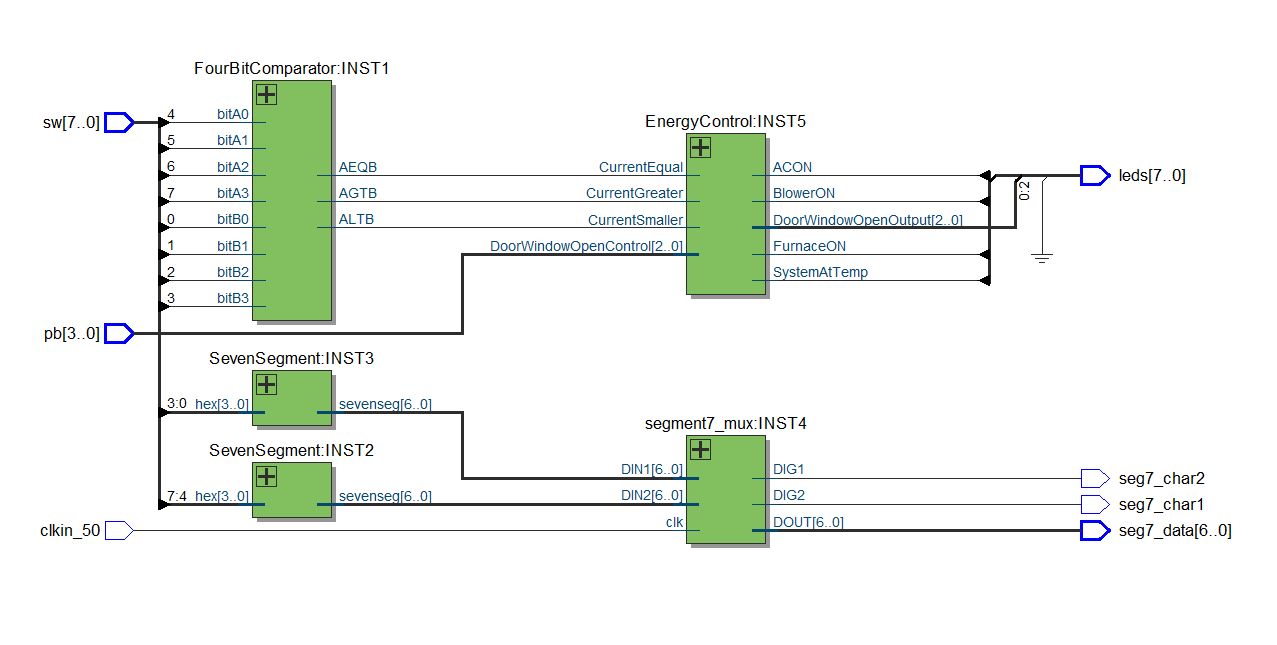 FourBitComparator:INST1
sw[7..0]
4 bitA0
5 bitA1
6 bitA2
7 bitA3
0 bitB0
1 bitB1
2 bitB2
3 bitB3
AEQB
AGTB
ALTB
EnergyControl:INST5
CurrentEqual
CurrentGreater
CurrentSmaller
DoorWindowOpenControl[2..0]
ACON
BlowerON
DoorWindowOpenOutput[2..0]
FurnaceON
SystemAtTemp
0:2
leds[7..0]
pb[3..0]
SevenSegment:INST3
3:0 hex[3..0]
sevenseg[6..0]
SevenSegment:INST2
7:4 hex[3..0]
sevenseg[6..0]
clkin_50
segment7_mux:INST4
DIN1[6..0]
DIN2[6..0]
clk
DIG1
DIG2
DOUT[6..0]
seg7_char2
seg7_char1
seg7_data[6..0]